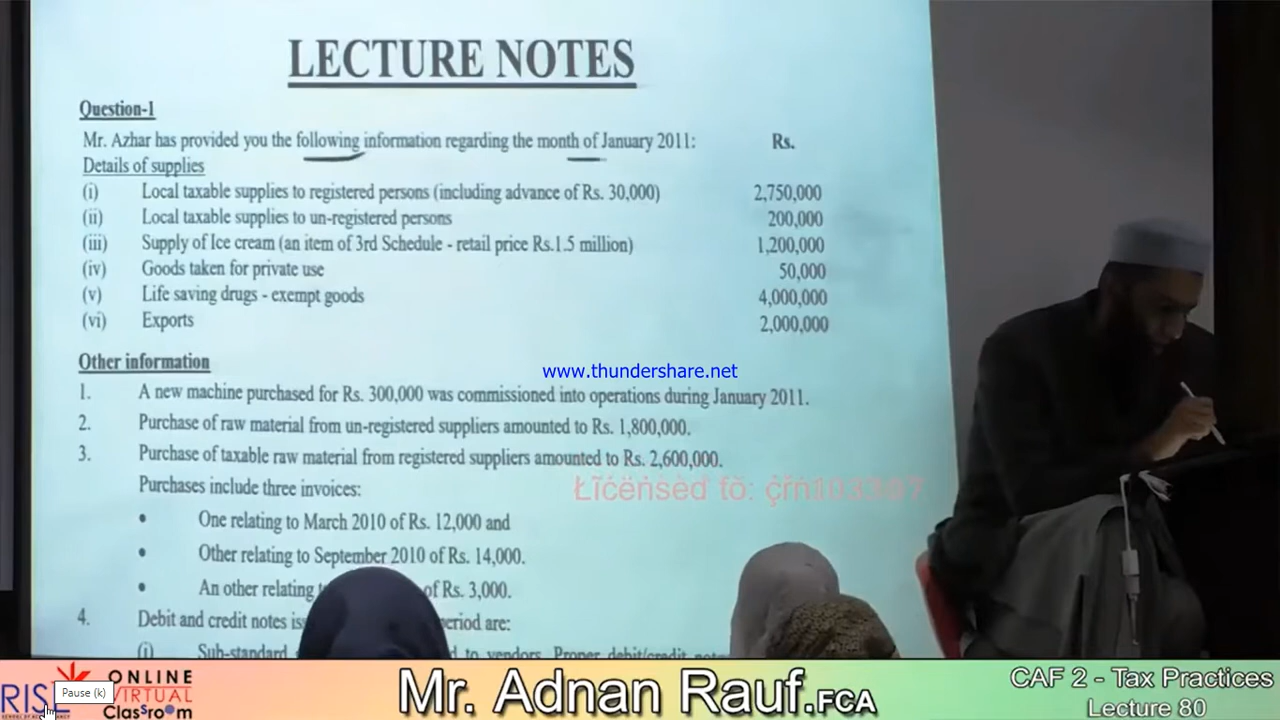 LECTURE NOTES
Question-1
Mr. Azhar has provided you the following information regarding the month of January 2011: Rs.
Details of supplies
(i) Local taxable supplies to registered persons (including advance of Rs. 30,000) 2,750,000
(ii) Local taxable supplies to un-registered persons 200,000
(iii) Supply of Ice cream (an item of 3rd Schedule - retail price Rs.1.5 million) 1,200,000
(iv) Goods taken for private use 50,000
(v) Life saving drugs - exempt goods 4,000,000
(vi) Exports 2,000,000
Other information
www.thundershare.net
1. A new machine purchased for Rs. 300,000 was commissioned into operations during January 2011.
2. Purchase of raw material from un-registered suppliers amounted to Rs. 1,800,000.
3. Purchase of taxable raw material from registered suppliers amounted to Rs. 2,600,000.
Purchases include three invoices:
• One relating to March 2010 of Rs. 12,000 and
• Other relating to September 2010 of Rs. 14,000.
• An other relating of Rs. 3,000.
4. Debit and credit notes period are:
(i) Sub-standard to vendors. Proper debit/credit
RISE
Pause (k)
ONLINE
VIRTUAL
Classroom
Mr. Adnan Rauf.FCA
CAF 2 - Tax Practices
Lecture 80